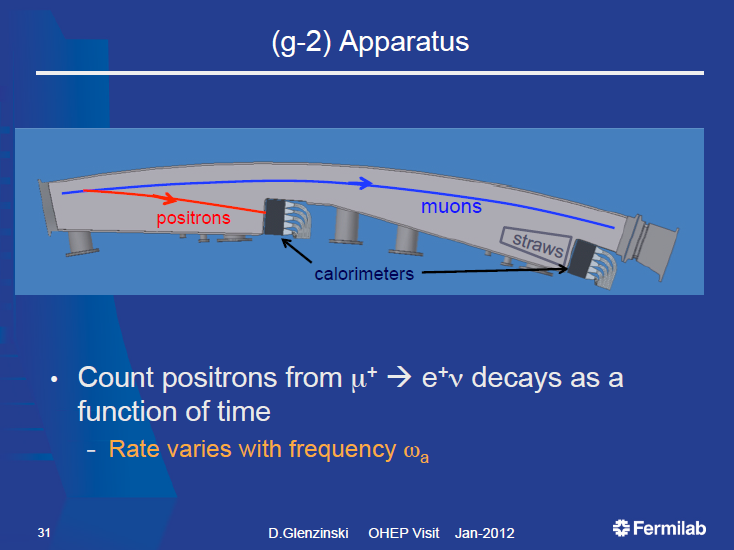 (g-2) Apparatus
positrons
muons
straws
calorimeters
• Count positrons from μ⁺ → e⁺ν decays as a
function of time
- Rate varies with frequency ωₐ
31
D.Glenzinski OHEP Visit Jan-2012
Fermilab